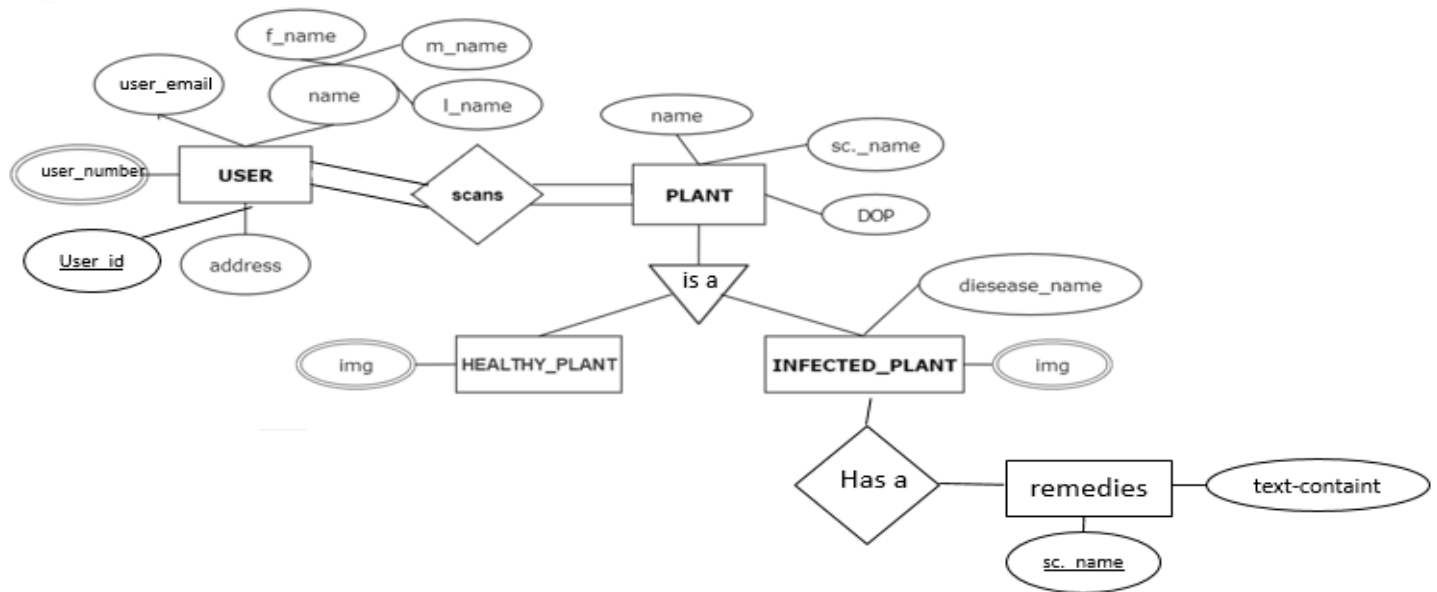 f_name
m_name
user_email
name
l_name
name
sc._name
user_number
USER
scans
PLANT
DOP
User_id
address
is a
diesease_name
img
HEALTHY_PLANT
INFECTED_PLANT
img
Has a
remedies
text-containt
sc._name